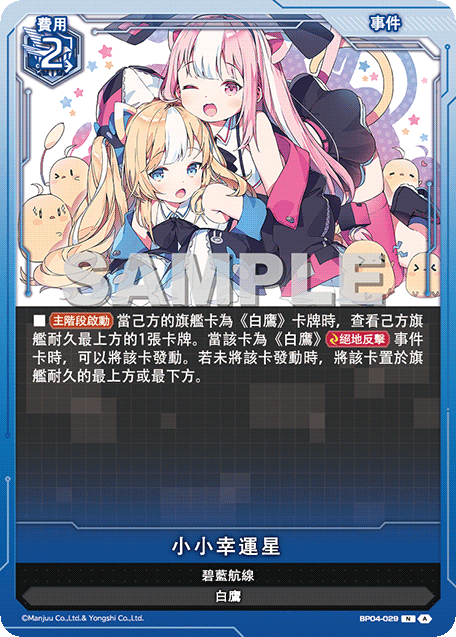 費用
2
事件
SAMPLE
■ 主階段啟動 當己方的旗艦卡為《白鷹》卡牌時，查看己方旗
艦耐久最上方的1張卡牌。當該卡為《白鷹》絕地反擊 事件
卡時，可以將該卡發動。若未將該卡發動時，將該卡置於旗
艦耐久的最上方或最下方。
小小幸運星
碧藍航線
白鷹
©Manjuu Co.,Ltd.& Yongshi Co.,Ltd.
BP04-029 N A